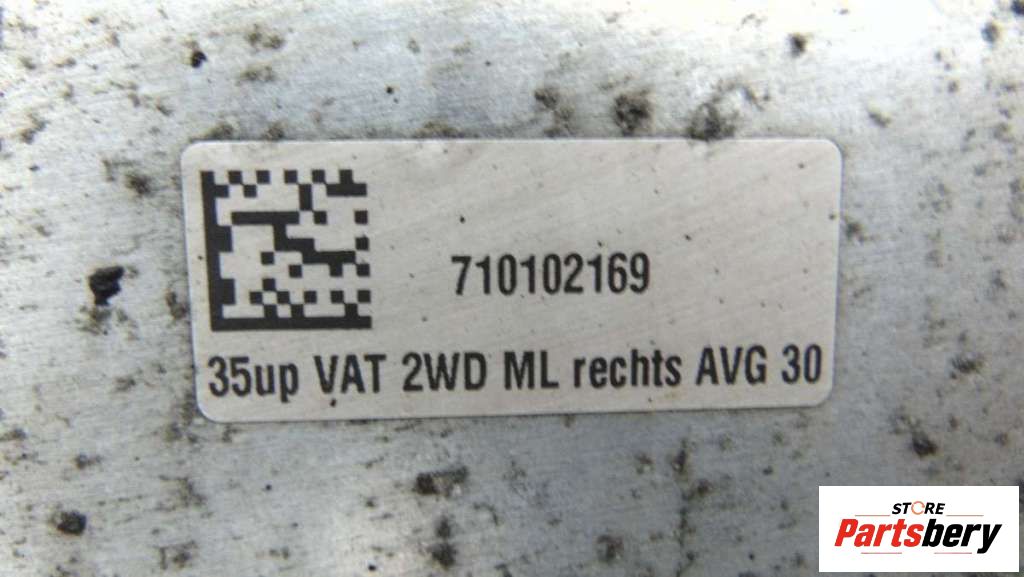 710102169
35up VAT 2WD ML rechts AVG 30
STORE
Partsbery